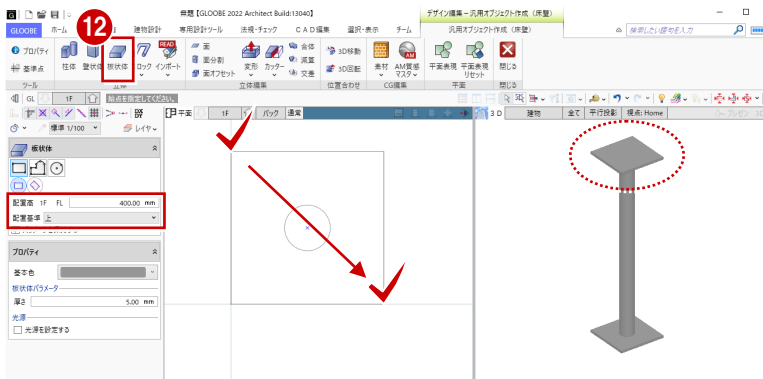 無題 [GLOOBE 2022 Architect Build:13040]
デザイン編集 - 汎用オブジェクト作成 (床壁)
12
GLOOBE
ホーム
建物設計
専用設計ツール
法規・チェック
CAD編集
選択・表示
チーム
汎用オブジェクト作成 (床壁)
検索したい語句を入力
プロパティ
基準点
柱体
壁状体
板状体
ロック
インポート
READ
面
面分割
面オフセット
変形
カッター
合体
減算
交差
3D移動
3D回転
素材
AM質感
マスター
平面表現
平面表現
リセット
閉じる
ツール
立体
立体編集
位置合わせ
CG編集
平面
閉じる
GL
1F
始点を指定してください。
標準 1/100
レイヤ
平面
1F
バック
通常
3D
建物
全て
平行投影
視点: Home
板状体
配置高 1F FL 400.00 mm
配置基準 上
プロパティ
基本色
板状体パラメータ
厚さ 5.00 mm
光源
光源を設定する